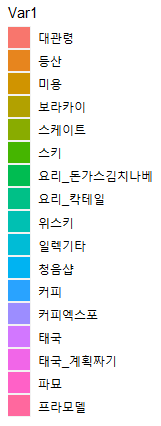 Var1
대관령
등산
미용
보라카이
스케이트
스키
요리_돈가스김치나베
요리_칵테일
위스키
일렉기타
청음샵
커피
커피엑스포
태국
태국_계획짜기
파묘
프라모델